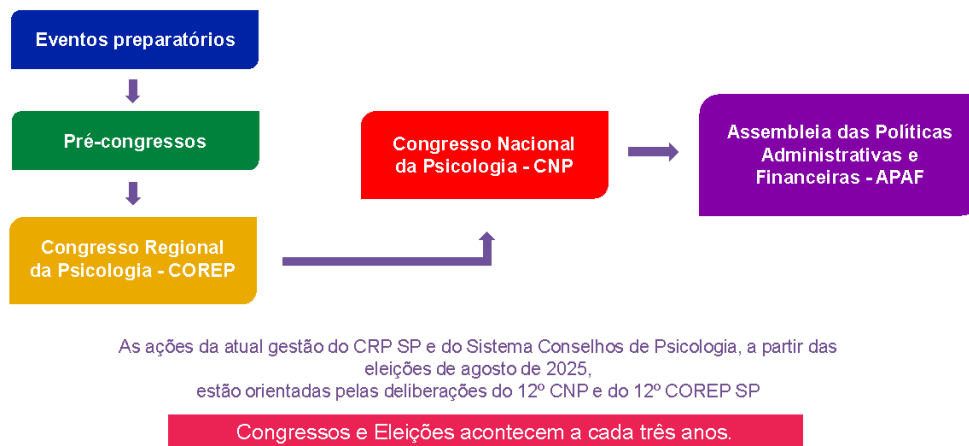 Eventos preparatórios
Pré-congressos
Congresso Regional
da Psicologia - COREP
Congresso Nacional
da Psicologia - CNP
Assembleia das Políticas
Administrativas e
Financeiras - APAF
As ações da atual gestão do CRP SP e do Sistema Conselhos de Psicologia, a partir das
eleições de agosto de 2025,
estão orientadas pelas deliberações do 12º CNP e do 12º COREP SP
Congressos e Eleições acontecem a cada três anos.